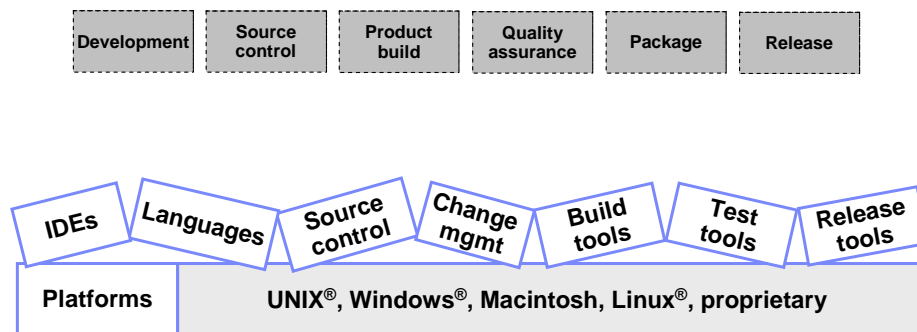 Development
Source
control
Product
build
Quality
assurance
Package
Release
IDEs
Languages
Source
control
Change
mgmt
Build
tools
Test
tools
Release
tools
Platforms
UNIX®, Windows®, Macintosh, Linux®, proprietary